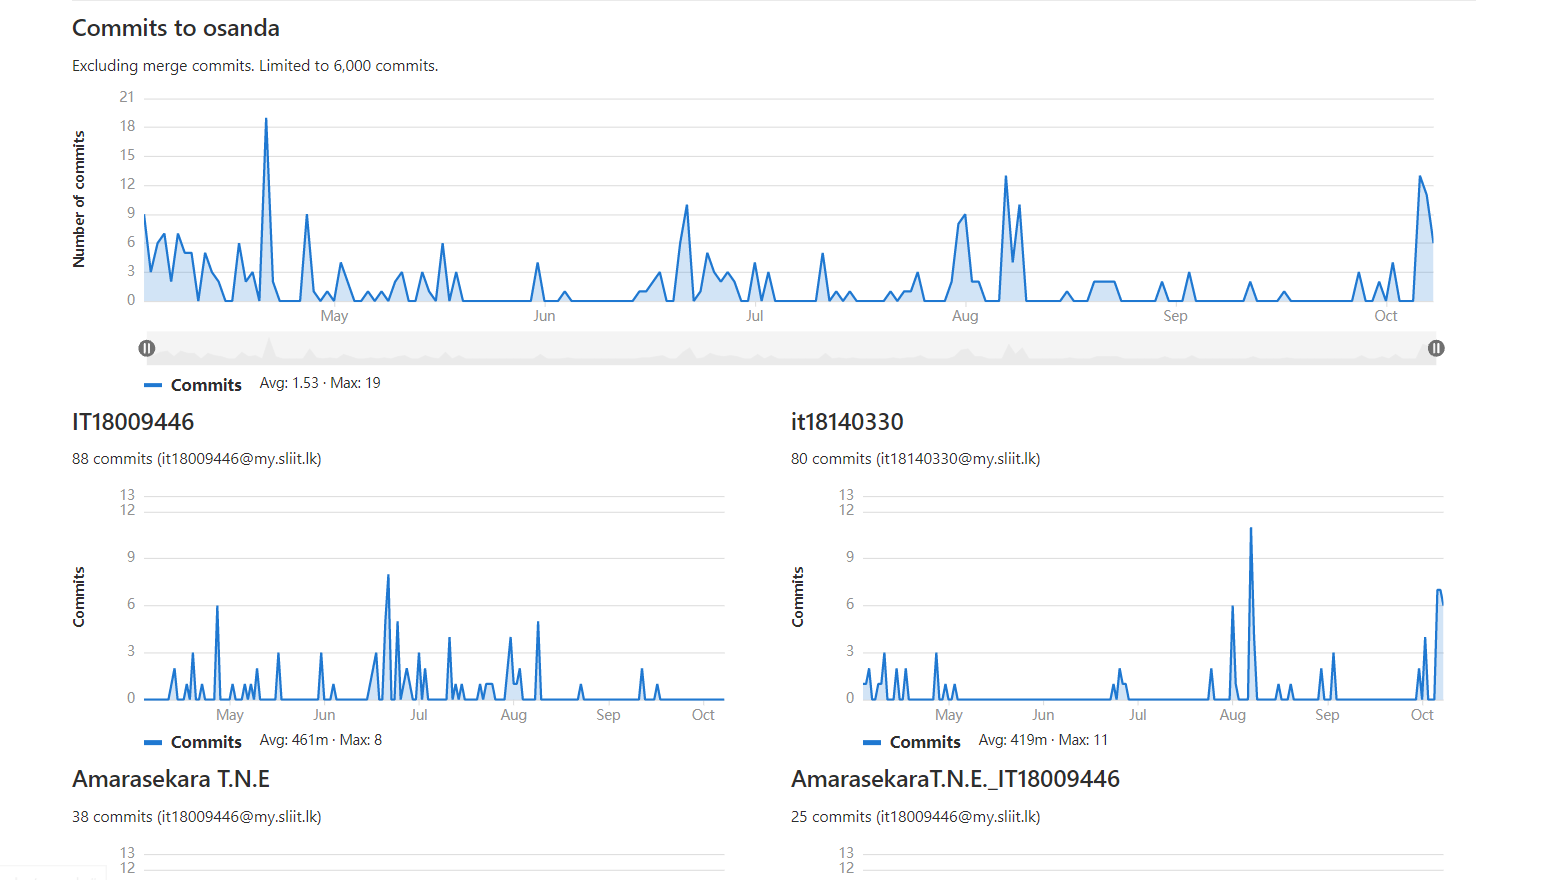 Commits to osanda
Excluding merge commits. Limited to 6,000 commits.
21
18
15
12
9
6
3
0
Number of commits
May Jun Jul Aug Sep Oct
Commits Avg: 1.53 · Max: 19
IT18009446
88 commits (it18009446@my.sliit.lk)
13
12
9
6
3
0
Commits
May Jun Jul Aug Sep Oct
Commits Avg: 461m · Max: 8
it18140330
80 commits (it18140330@my.sliit.lk)
13
12
9
6
3
0
Commits
May Jun Jul Aug Sep Oct
Commits Avg: 419m · Max: 11
Amarasekara T.N.E
38 commits (it18009446@my.sliit.lk)
13
12
AmarasekaraT.N.E._IT18009446
25 commits (it18009446@my.sliit.lk)
13
12